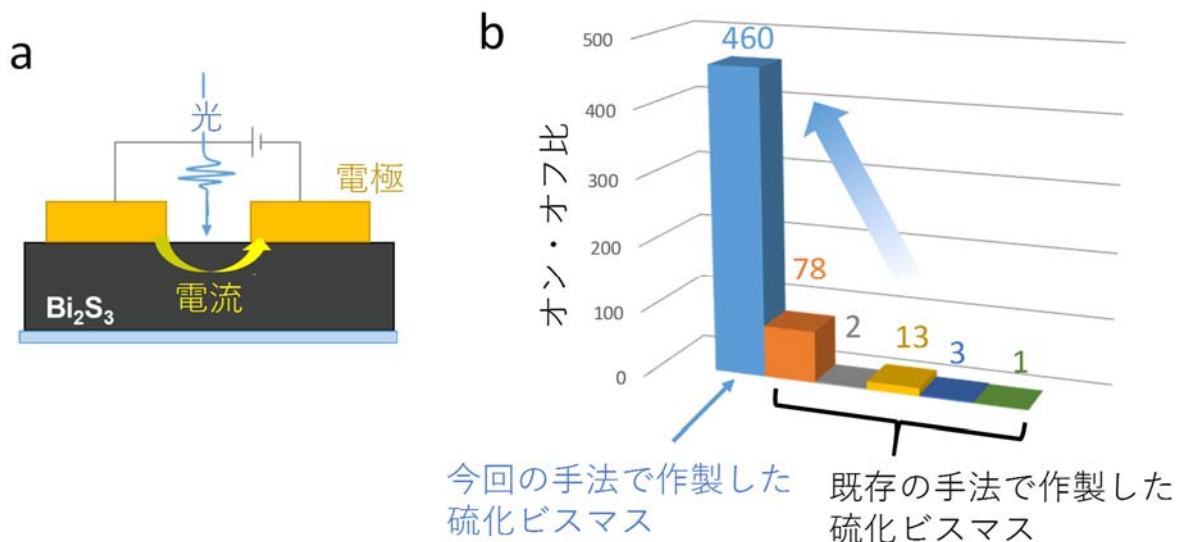 a
光
電極
Bi₂S₃
電流
b
オン・オフ比
500
400
300
200
100
0
460
78
2
13
3
1
今回の手法で作製した
硫化ビスマス
既存の手法で作製した
硫化ビスマス